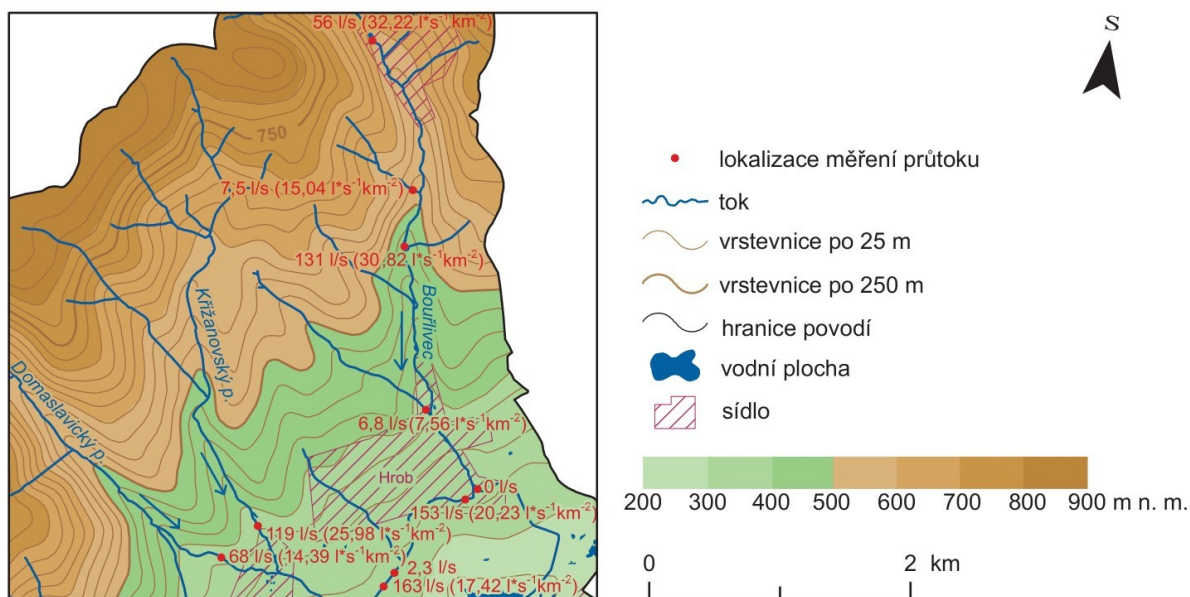 56 l/s (32,22 l*s⁻¹km⁻²)
S
750
lokalizace měření průtoku
7,5 l/s (15,04 l*s⁻¹km⁻²)
tok
vrstevnice po 25 m
131 l/s (30,82 l*s⁻¹km⁻²)
vrstevnice po 250 m
Křižanovský p.
Bouřlivec
hranice povodí
vodní plocha
Domaslavický p.
sídlo
6,8 l/s (7,56 l*s⁻¹km⁻²)
Hrob
0 l/s
200 300 400 500 600 700 800 900 m n. m.
153 l/s (20,23 l*s⁻¹km⁻²)
119 l/s (25,98 l*s⁻¹km⁻²)
68 l/s (14,39 l*s⁻¹km⁻²)
2,3 l/s
0 2 km
163 l/s (17,42 l*s⁻¹km⁻²)